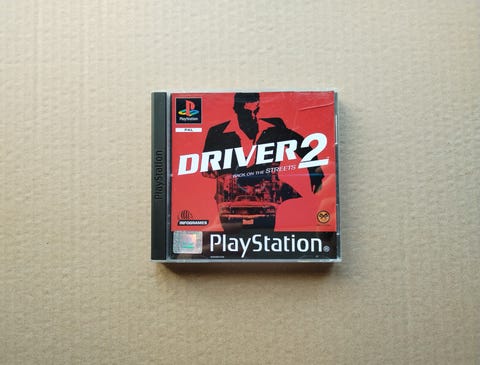 PlayStation
PlayStation
PAL
DRIVER 2
BACK ON THE STREETS
INFOGRAMES
PlayStation®